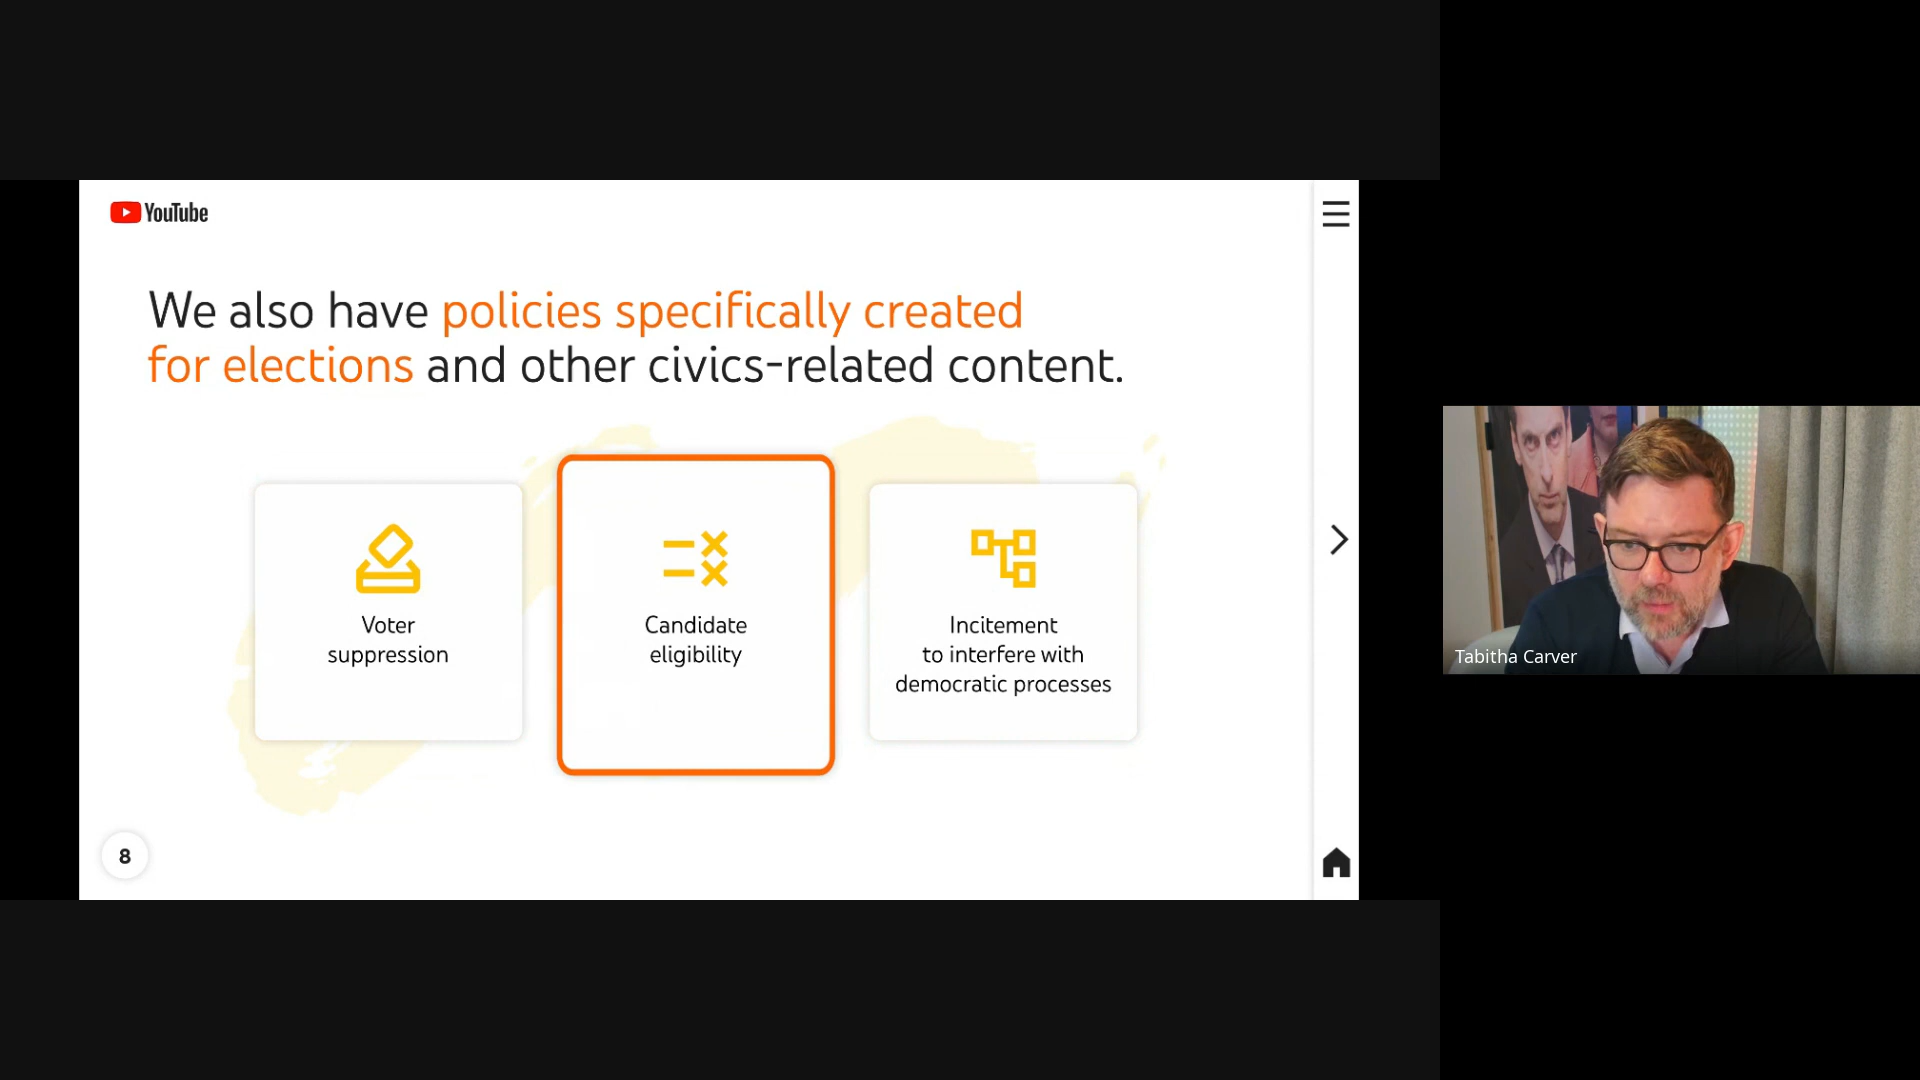 YouTube
We also have policies specifically created
for elections and other civics-related content.
Voter
suppression
Candidate
eligibility
Incitement
to interfere with
democratic processes
8
Tabitha Carver